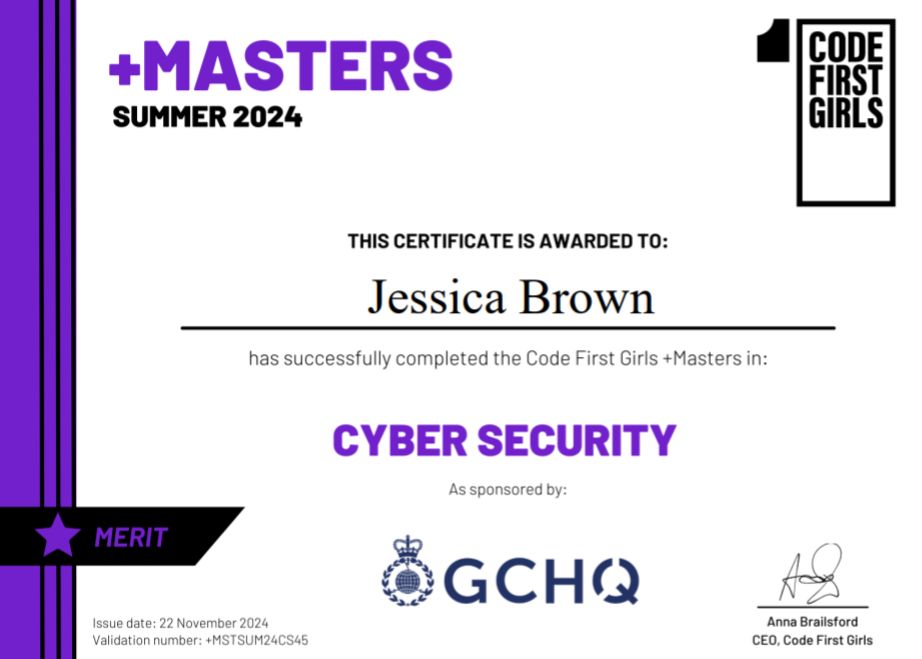 +MASTERS
SUMMER 2024
CODE
FIRST
GIRLS
THIS CERTIFICATE IS AWARDED TO:
Jessica Brown
has successfully completed the Code First Girls +Masters in:
CYBER SECURITY
As sponsored by:
MERIT
GCHQ
Issue date: 22 November 2024
Validation number: +MSTSUM24CS45
Anna Brailsford
CEO, Code First Girls